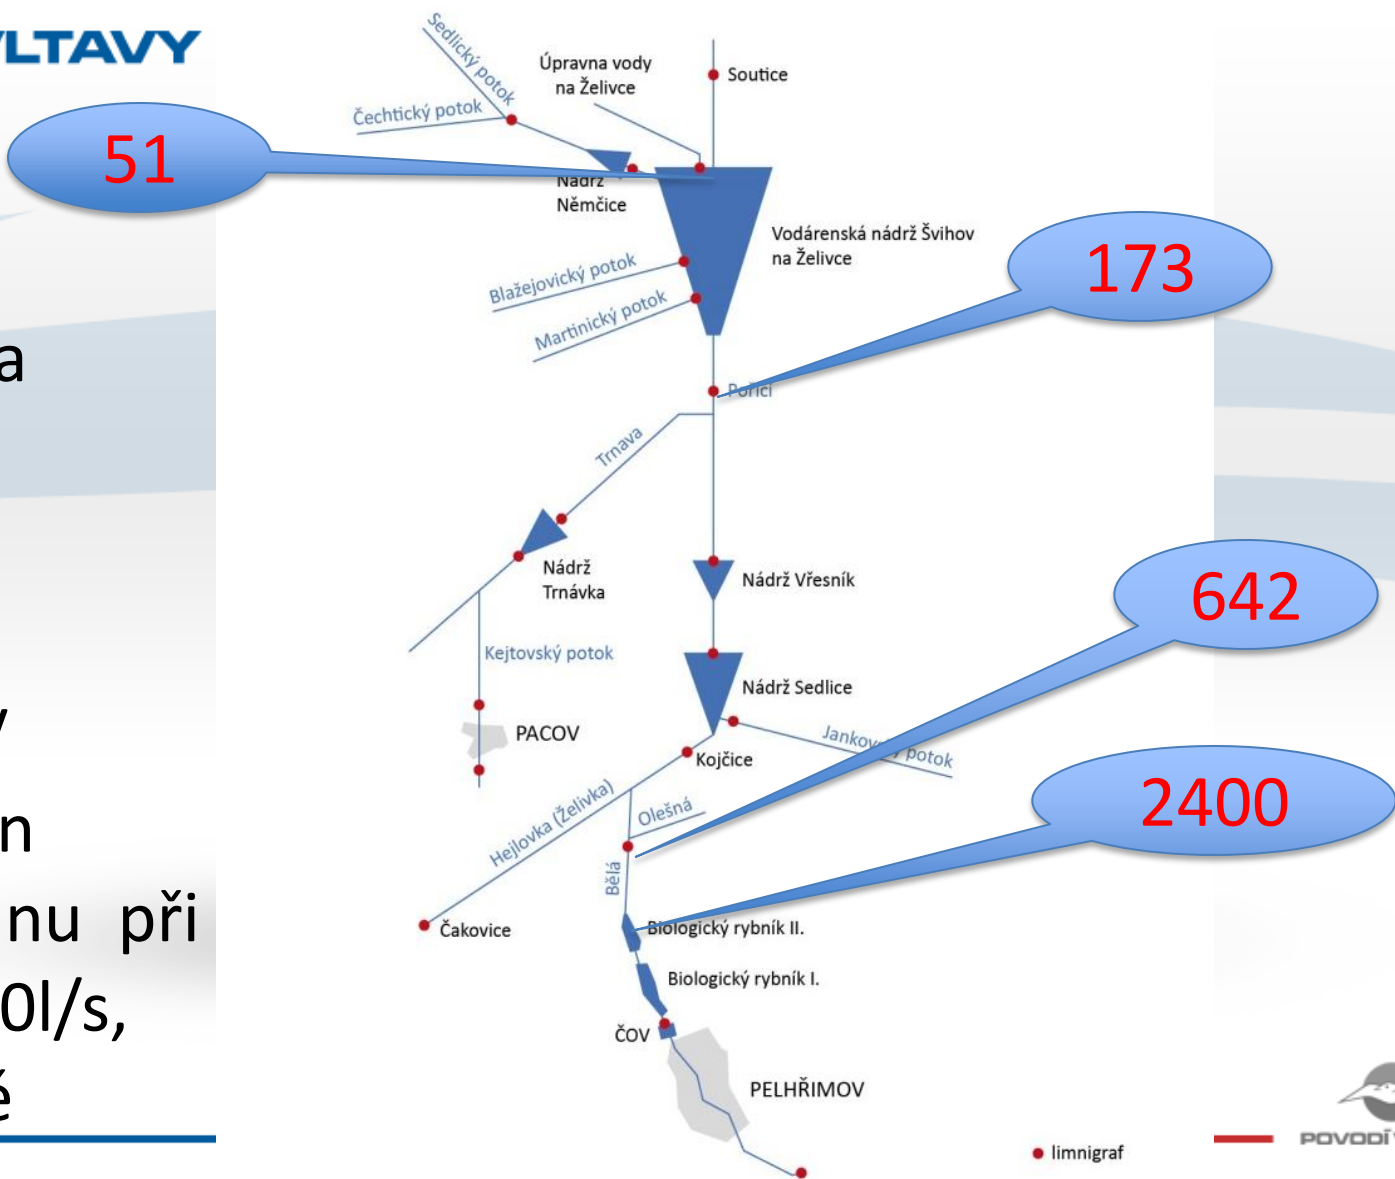 VLTAVY
Sedlický potok
Úpravna vody
na Želivce
Soutice
Čechtický potok
51
Nádrž
Němčice
Vodárenská nádrž Švihov
na Želivce
173
Blažejovický potok
Martinický potok
a
Poříčí
Trnava
Nádrž
Trnávka
Nádrž Vřesník
642
Kejtovský potok
Nádrž Sedlice
PACOV
Kojčice
Jankovský potok
2400
Hejlovka (Želivka)
Olešná
n
Bělá
nu při
Čakovice
Biologický rybník II.
Biologický rybník I.
0l/s,
ČOV
PELHŘIMOV
é
limnigraf
POVODÍ